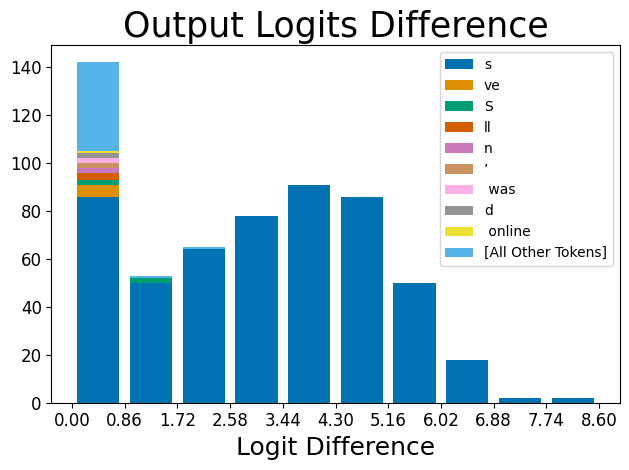 Output Logits Difference
140
120
100
80
60
40
20
0
s
ve
S
ll
n
’
was
d
online
[All Other Tokens]
0.00 0.86 1.72 2.58 3.44 4.30 5.16 6.02 6.88 7.74 8.60
Logit Difference